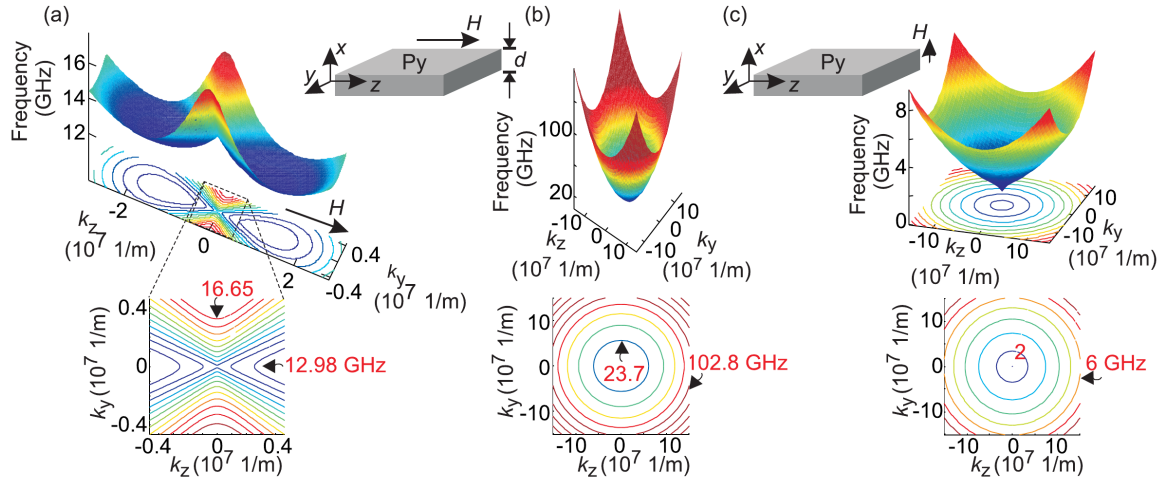 (a)
Frequency
(GHz)
16
14
12
-2
0
2
k_z
(10^7 1/m)
0.4
-0.4
k_y
(10^7 1/m)
H
x
y
z
Py
H
d
16.65
12.98 GHz
0.4
0
-0.4
k_y (10^7 1/m)
-0.4
0
0.4
k_z (10^7 1/m)
(b)
Frequency
(GHz)
100
20
-10
0
10
k_z
(10^7 1/m)
10
0
-10
k_y
(10^7 1/m)
23.7
102.8 GHz
10
0
-10
k_y (10^7 1/m)
-10
0
10
k_z (10^7 1/m)
(c)
x
y
z
Py
H
Frequency
(GHz)
8
4
0
-10
0
10
k_z
(10^7 1/m)
10
0
-10
k_y
(10^7 1/m)
2
6 GHz
10
0
-10
k_y (10^7 1/m)
-10
0
10
k_z (10^7 1/m)